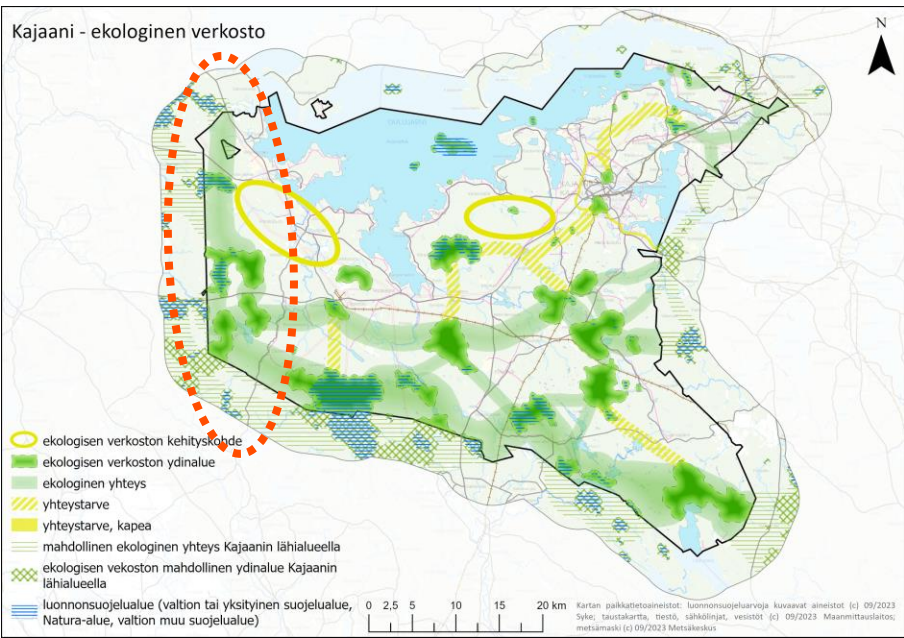 Kajaani - ekologinen verkosto
N
ekologisen verkoston kehityskohde
ekologisen verkoston ydinalue
ekologinen yhteys
yhteystarve
yhteystarve, kapea
mahdollinen ekologinen yhteys Kajaanin lähialueella
ekologisen vekoston mahdollinen ydinalue Kajaanin
lähialueella
luonnonsuojelualue (valtion tai yksityinen suojelualue,
Natura-alue, valtion muu suojelualue)
0 2,5 5 10 15 20 km
Kartan paikkatietoaineistot: luonnonsuojeluarvoja kuvaavat aineistot (c) 09/2023
Syke; taustakartta, tiestö, sähkölinjat, vesistöt (c) 09/2023 Maanmittauslaitos;
metsämaski (c) 09/2023 Metsäkeskus